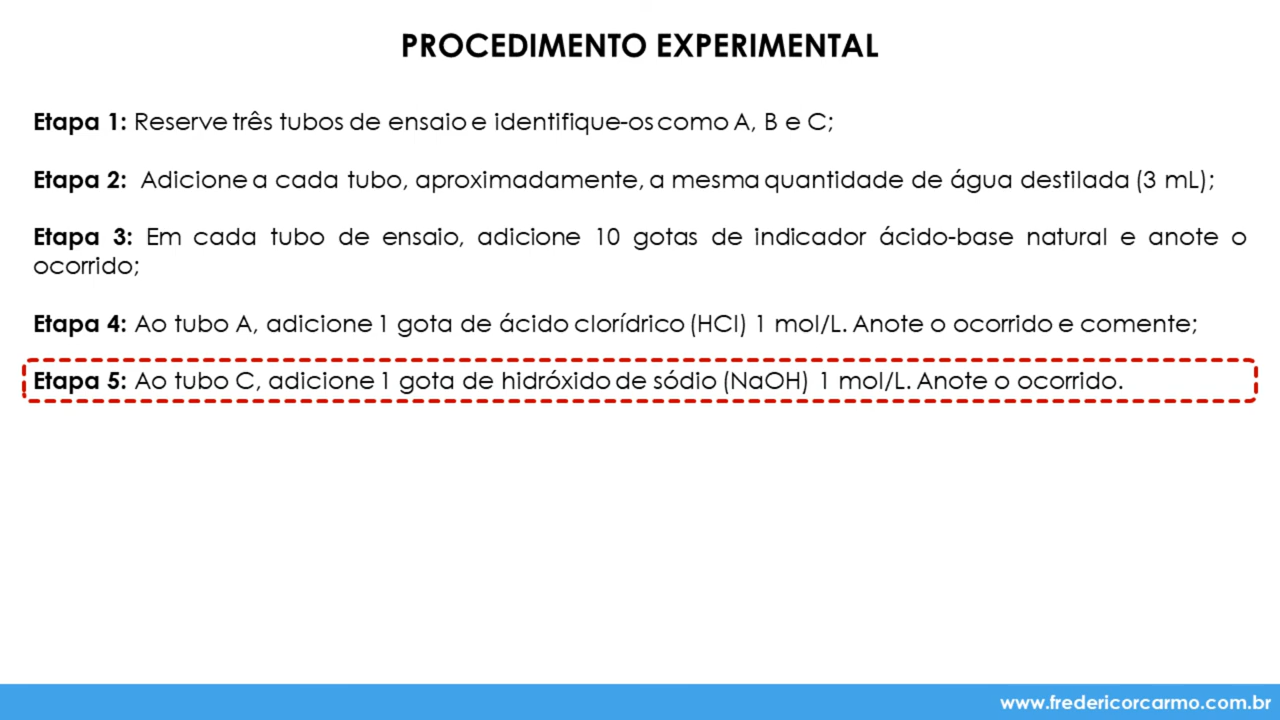 PROCEDIMENTO EXPERIMENTAL
Etapa 1: Reserve três tubos de ensaio e identifique-os como A, B e C;
Etapa 2: Adicione a cada tubo, aproximadamente, a mesma quantidade de água destilada (3 mL);
Etapa 3: Em cada tubo de ensaio, adicione 10 gotas de indicador ácido-base natural e anote o
ocorrido;
Etapa 4: Ao tubo A, adicione 1 gota de ácido clorídrico (HCl) 1 mol/L. Anote o ocorrido e comente;
Etapa 5: Ao tubo C, adicione 1 gota de hidróxido de sódio (NaOH) 1 mol/L. Anote o ocorrido.
www.fredericorcarmo.com.br